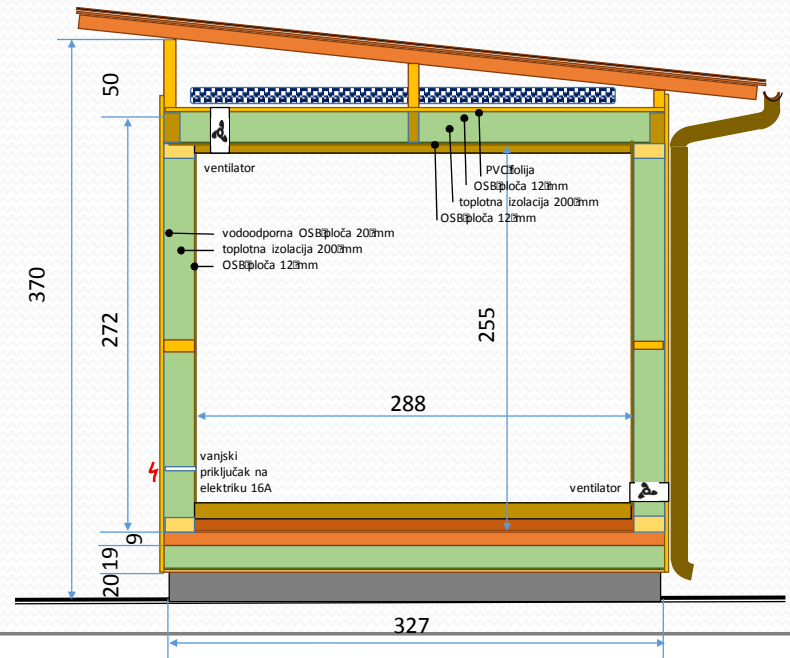 50
ventilator
PVC folija
OSB ploča 12 mm
toplotna izolacija 200 mm
OSB ploča 12 mm
vodoodporna OSB ploča 20 mm
toplotna izolacija 200 mm
OSB ploča 12 mm
370
272
255
288
vanjski
priključak na
elektriku 16A
ventilator
9
19
20
327